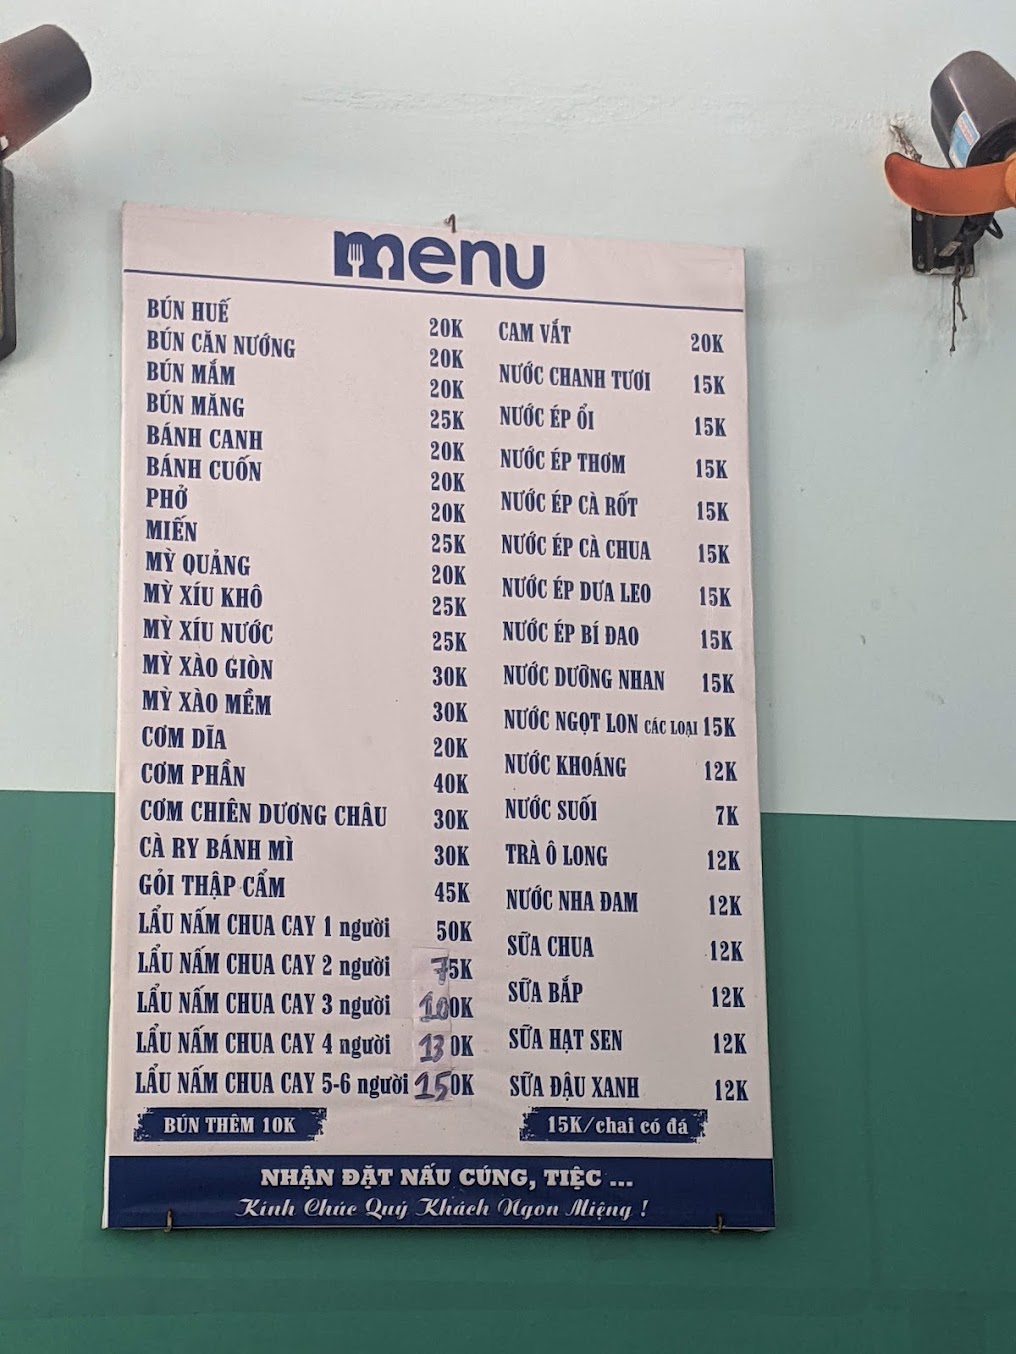 menu
BÚN HUẾ 20K
BÚN CĂN NƯỚNG 20K
BÚN MẮM 20K
BÚN MĂNG 25K
BÁNH CANH 20K
BÁNH CUỐN 20K
PHỞ 20K
MIẾN 25K
MỲ QUẢNG 20K
MỲ XÍU KHÔ 25K
MỲ XÍU NƯỚC 25K
MỲ XÀO GIÒN 30K
MỲ XÀO MỀM 30K
CƠM DĨA 20K
CƠM PHẦN 40K
CƠM CHIÊN DƯƠNG CHÂU 30K
CÀ RY BÁNH MÌ 30K
GỎI THẬP CẨM 45K
LẨU NẤM CHUA CAY 1 người 50K
LẨU NẤM CHUA CAY 2 người 75K
LẨU NẤM CHUA CAY 3 người 100K
LẨU NẤM CHUA CAY 4 người 130K
LẨU NẤM CHUA CAY 5-6 người 150K
BÚN THÊM 10K
CAM VẮT 20K
NƯỚC CHANH TƯƠI 15K
NƯỚC ÉP ỔI 15K
NƯỚC ÉP THƠM 15K
NƯỚC ÉP CÀ RỐT 15K
NƯỚC ÉP CÀ CHUA 15K
NƯỚC ÉP DƯA LEO 15K
NƯỚC ÉP BÍ ĐAO 15K
NƯỚC DƯỠNG NHAN 15K
NƯỚC NGỌT LON CÁC LOẠI 15K
NƯỚC KHOÁNG 12K
NƯỚC SUỐI 7K
TRÀ Ô LONG 12K
NƯỚC NHA ĐAM 12K
SỮA CHUA 12K
SỮA BẮP 12K
SỮA HẠT SEN 12K
SỮA ĐẬU XANH 12K
15K/chai có đá
NHẬN ĐẶT NẤU CÚNG, TIỆC ...
Kính Chúc Quý Khách Ngon Miệng !